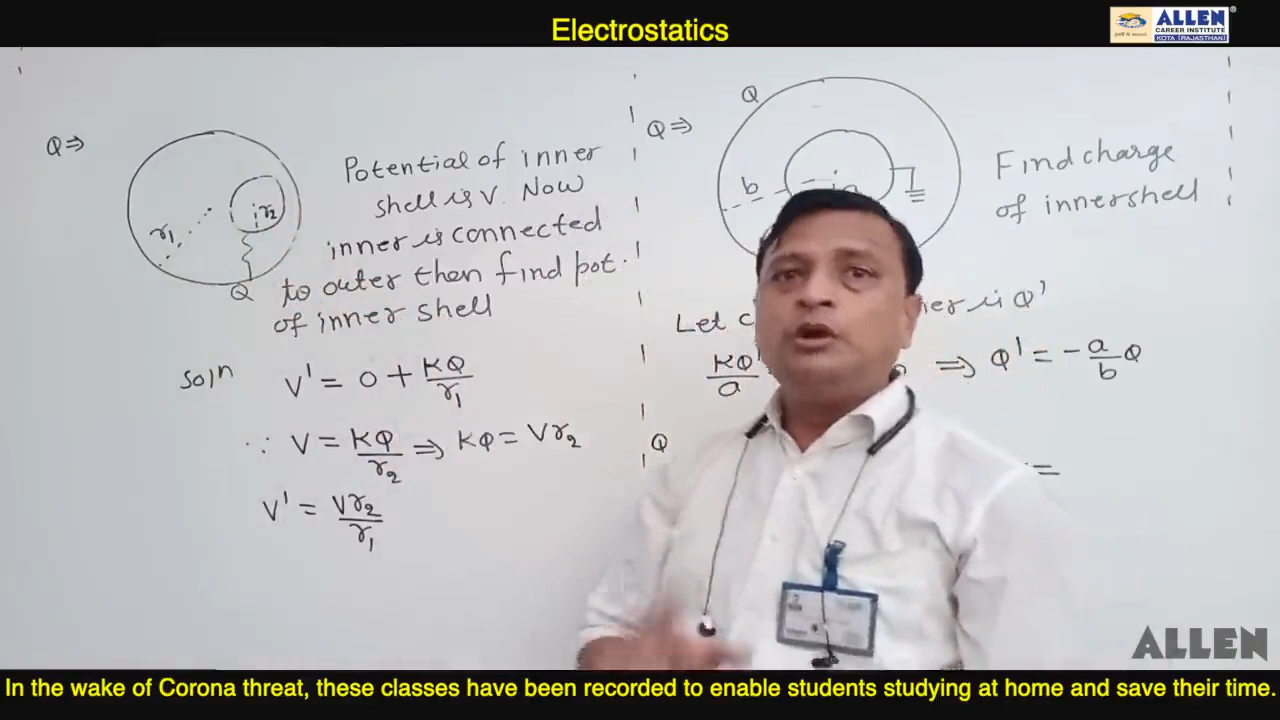 Electrostatics
ALLEN
CAREER INSTITUTE
KOTA (RAJASTHAN)
Q⇒
r₁
r₂
Q
Potential of inner
shell is V. Now
inner is connected
to outer then find pot.
of inner shell
Soln
V' = 0 + KQ/r₁
∵ V = KQ/r₂ ⇒ KQ = Vr₂
V' = Vr₂/r₁
Q⇒
Q
b
Find charge
of inner shell
Let is Q'
KQ'/a ⇒ Q' = -a/b Q
Q
=
ALLEN
In the wake of Corona threat, these classes have been recorded to enable students studying at home and save their time.